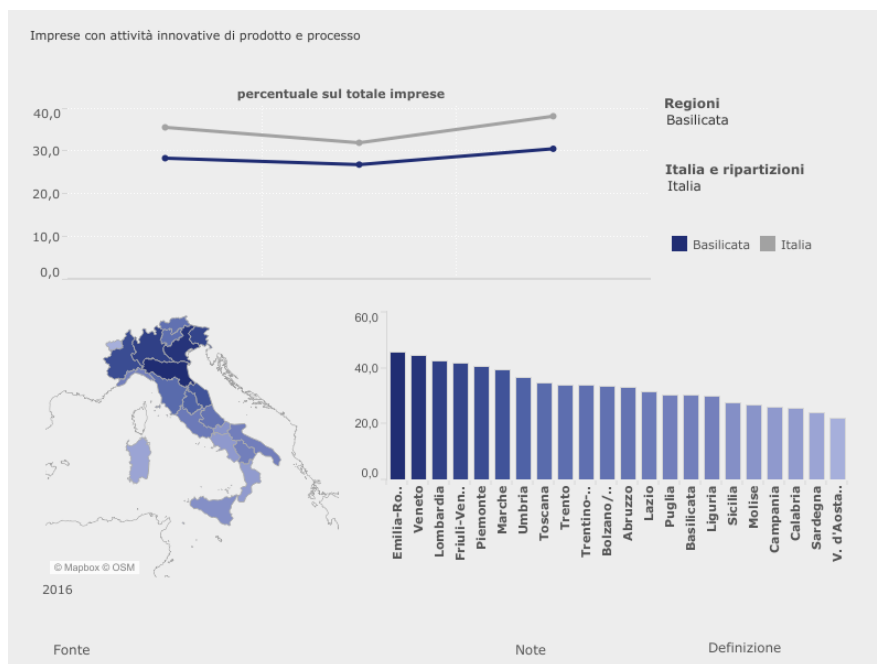 Imprese con attività innovative di prodotto e processo
percentuale sul totale imprese
40,0
30,0
20,0
10,0
0,0
Regioni
Basilicata
Italia e ripartizioni
Italia
Basilicata
Italia
60,0
40,0
20,0
0,0
Emilia-Ro..
Veneto
Lombardia
Friuli-Ven..
Piemonte
Marche
Umbria
Toscana
Trento
Trentino-..
Bolzano/..
Abruzzo
Lazio
Puglia
Basilicata
Liguria
Sicilia
Molise
Campania
Calabria
Sardegna
V. d'Aosta..
© Mapbox © OSM
2016
Fonte
Note
Definizione